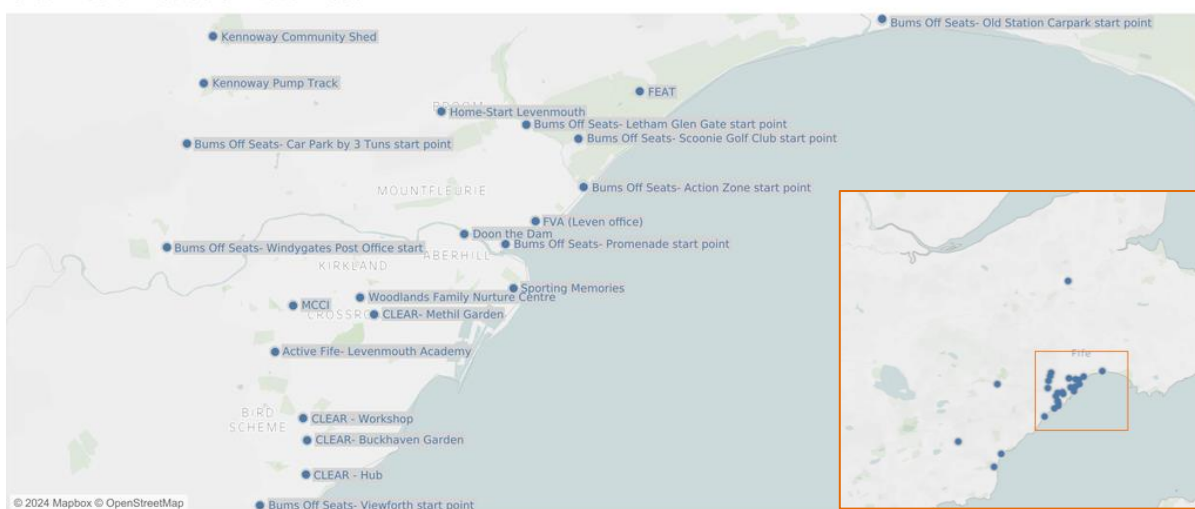 Bums Off Seats- Old Station Carpark start point
Kennoway Community Shed
Kennoway Pump Track
FEAT
Home-Start Levenmouth
Bums Off Seats- Letham Glen Gate start point
Bums Off Seats- Scoonie Golf Club start point
Bums Off Seats- Car Park by 3 Tuns start point
MOUNTFLEURIE
Bums Off Seats- Action Zone start point
FVA (Leven office)
Doon the Dam
Bums Off Seats- Promenade start point
Bums Off Seats- Windygates Post Office start
ABERHILL
KIRKLAND
Sporting Memories
Woodlands Family Nurture Centre
MCCI
CLEAR- Methil Garden
Active Fife- Levenmouth Academy
Fife
BIRD
SCHEME
CLEAR - Workshop
CLEAR- Buckhaven Garden
CLEAR - Hub
© 2024 Mapbox © OpenStreetMap
Bums Off Seats- Viewforth start point